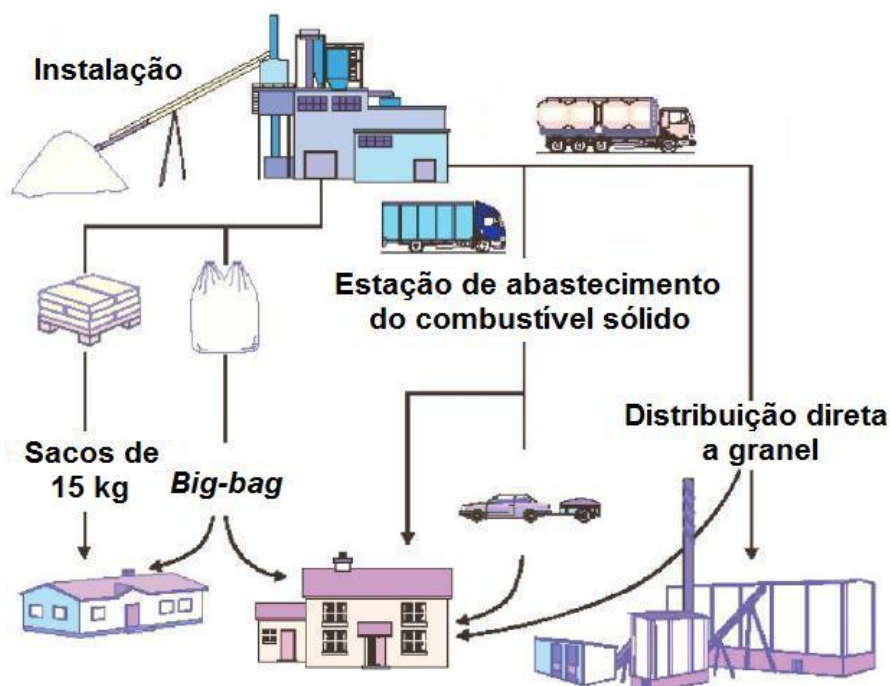 Instalação
Estação de abastecimento
do combustível sólido
Distribuição direta
a granel
Sacos de
15 kg
Big-bag